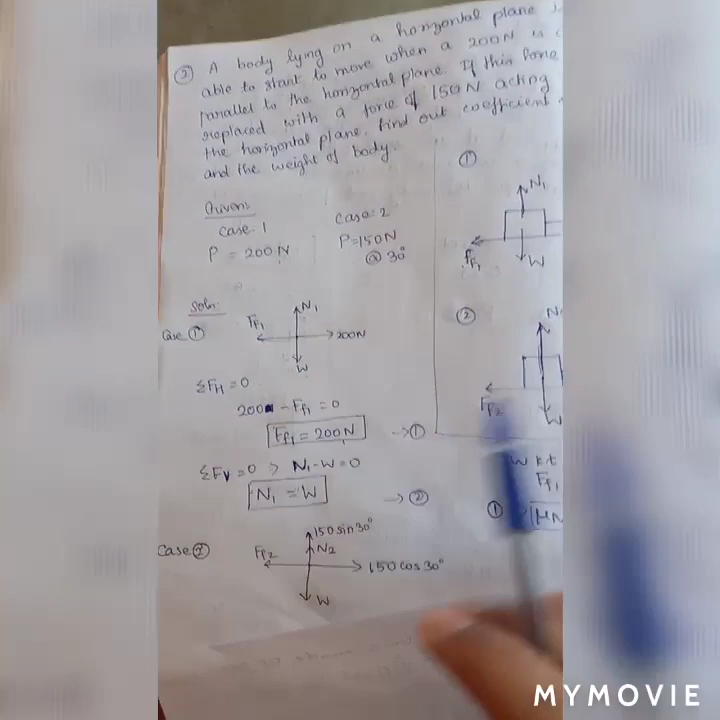 ② A body lying on a horizontal plane is
able to start to move when a 200N is
parallel to the horizontal plane. If this force
replaced with a force of 150N acting
the horizontal plane. find out coefficient
and the weight of body
Given:
Case: 1
P = 200N
Case: 2
P=150N
@ 30°
①
N1
Ff1
W
Soln:
Case ①
Ff1
N1
200N
W
②
N
Ff2
W
ΣFH = 0
200 - Ff1 = 0
Ff1 = 200N → ①
ΣFV = 0 > N1-W=0
N1 = W → ②
W k t
Ff1
① μN
Case ②
150 sin 30°
N2
Ff2
150 cos 30°
W
MYMOVIE